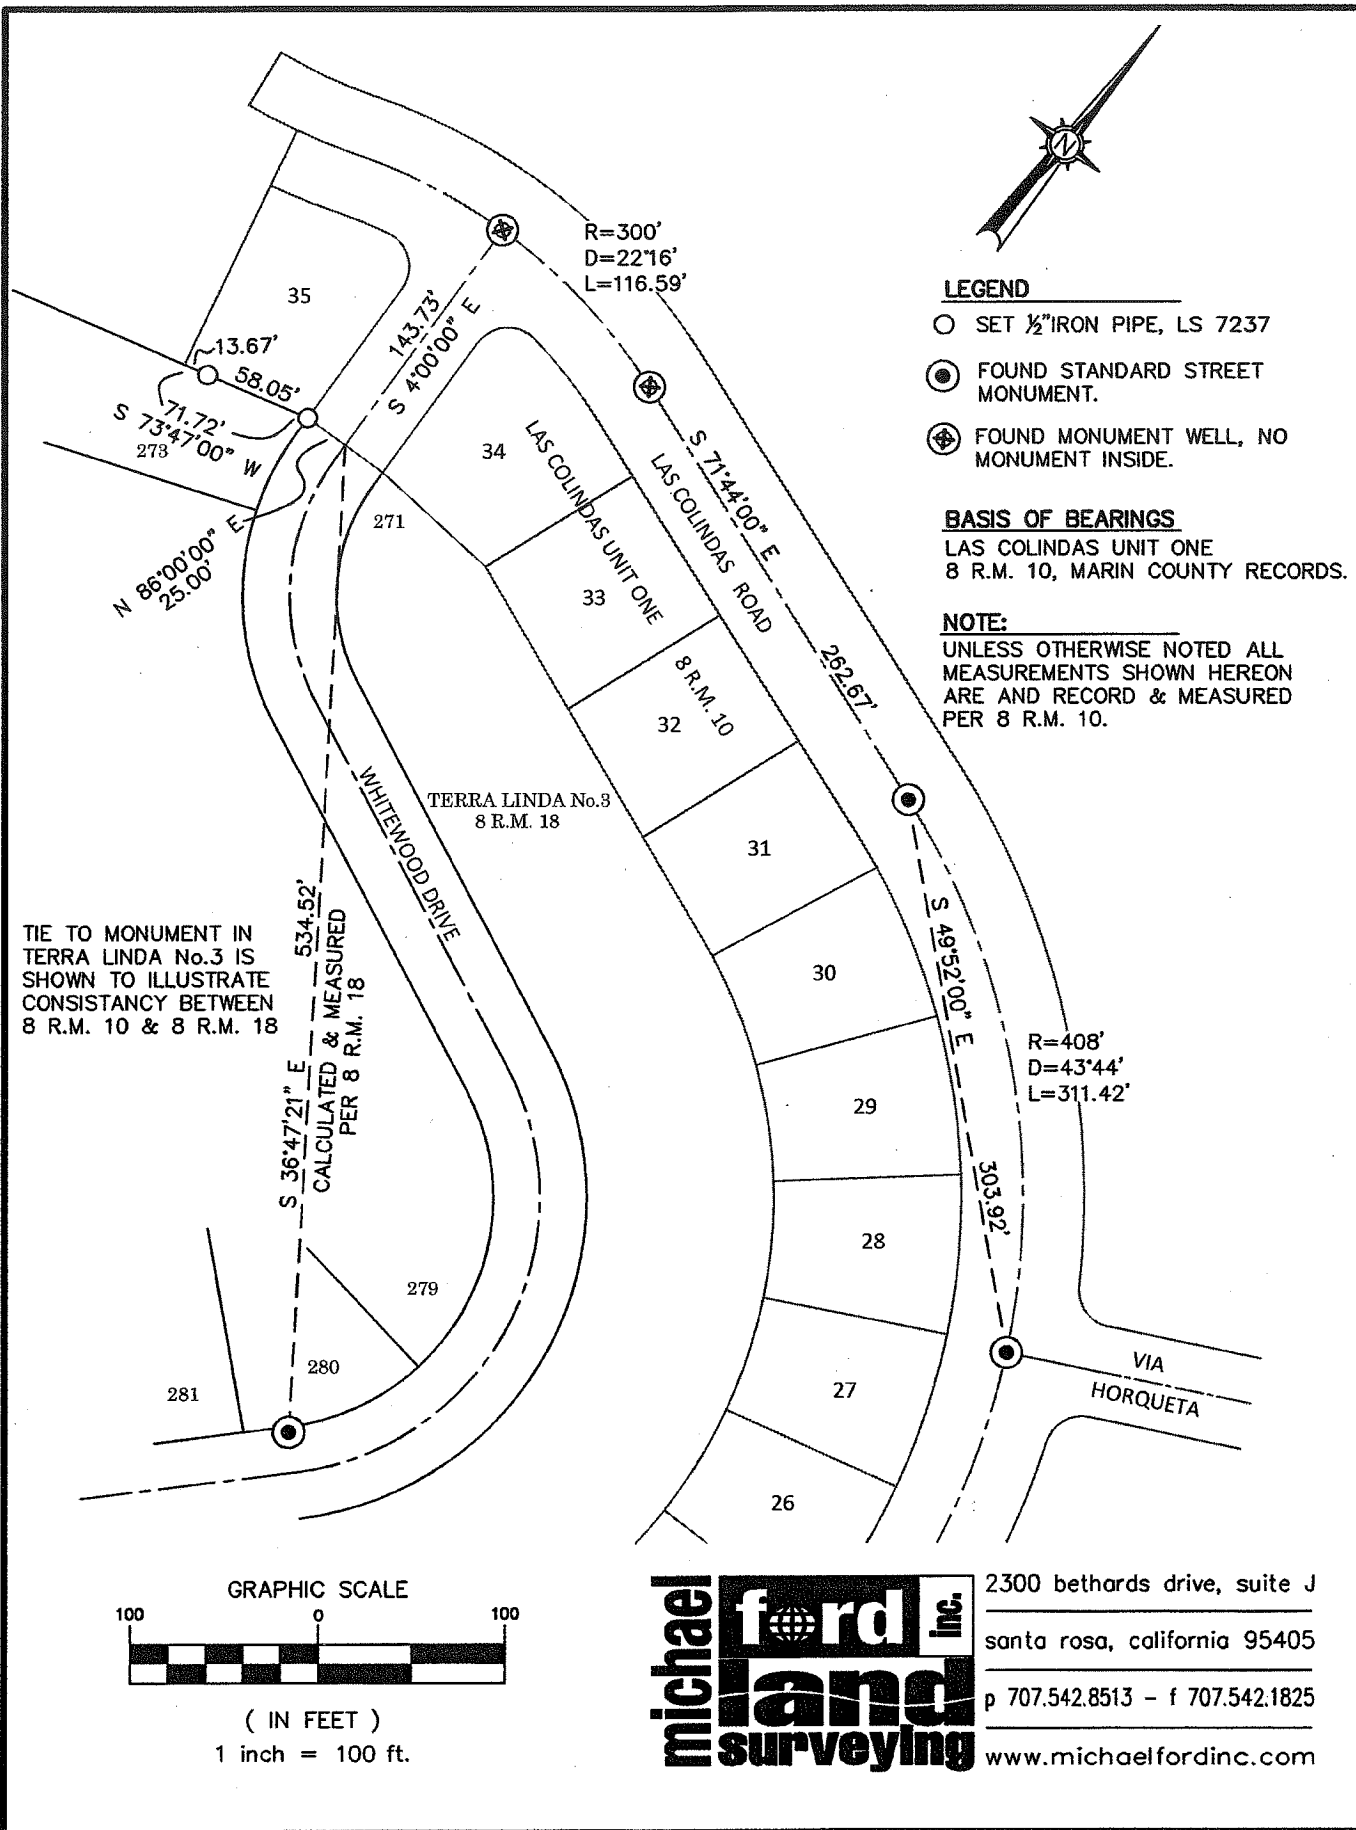 N
R=300'
D=22°16'
L=116.59'
LEGEND
SET ½"IRON PIPE, LS 7237
FOUND STANDARD STREET
MONUMENT.
FOUND MONUMENT WELL, NO
MONUMENT INSIDE.
BASIS OF BEARINGS
LAS COLINDAS UNIT ONE
8 R.M. 10, MARIN COUNTY RECORDS.
NOTE:
UNLESS OTHERWISE NOTED ALL
MEASUREMENTS SHOWN HEREON
ARE AND RECORD & MEASURED
PER 8 R.M. 10.
35
143.73'
S 4°00'00" E
13.67'
58.05'
71.72'
S 73°47'00" W
273
N 86°00'00" E
25.00'
271
34
LAS COLINDAS UNIT ONE
8 R.M. 10
LAS COLINDAS ROAD
S 71°44'00" E
262.67'
33
32
31
30
29
28
27
26
TERRA LINDA No.3
8 R.M. 18
WHITEWOOD DRIVE
TIE TO MONUMENT IN
TERRA LINDA No.3 IS
SHOWN TO ILLUSTRATE
CONSISTANCY BETWEEN
8 R.M. 10 & 8 R.M. 18
S 36°47'21" E
534.52'
CALCULATED & MEASURED
PER 8 R.M. 18
S 49°52'00" E
303.92'
R=408'
D=43°44'
L=311.42'
279
280
281
VIA
HORQUETA
GRAPHIC SCALE
100 0 100
( IN FEET )
1 inch = 100 ft.
michael
ford inc.
land
surveying
2300 bethards drive, suite J
santa rosa, california 95405
p 707.542.8513 - f 707.542.1825
www.michaelfordinc.com